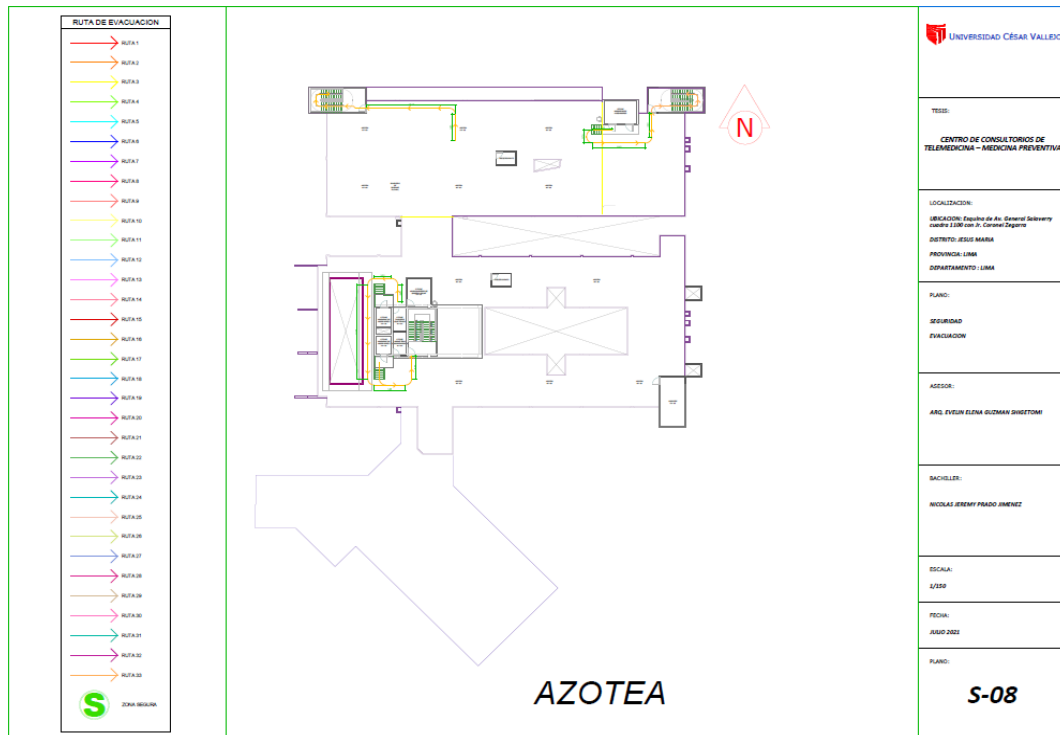 RUTA DE EVACUACION
RUTA 1
RUTA 2
RUTA 3
RUTA 4
RUTA 5
RUTA 6
RUTA 7
RUTA 8
RUTA 9
RUTA 10
RUTA 11
RUTA 12
RUTA 13
RUTA 14
RUTA 15
RUTA 16
RUTA 17
RUTA 18
RUTA 19
RUTA 20
RUTA 21
RUTA 22
RUTA 23
RUTA 24
RUTA 25
RUTA 26
RUTA 27
RUTA 28
RUTA 29
RUTA 30
RUTA 31
RUTA 32
RUTA 33
S ZONA SEGURA
N
AZOTEA
UNIVERSIDAD CÉSAR VALLEJO
TESIS:
CENTRO DE CONSULTORIOS DE
TELEMEDICINA – MEDICINA PREVENTIVA
LOCALIZACION:
UBICACION: Esquina de Av. General Salaverry
cuadra 1100 con Jr. Coronel Zegarra
DISTRITO: JESUS MARIA
PROVINCIA: LIMA
DEPARTAMENTO : LIMA
PLANO:
SEGURIDAD
EVACUACION
ASESOR:
ARQ. EVELIN ELENA GUZMAN SHIGETOMI
BACHILLER:
NICOLAS JEREMY PRADO JIMENEZ
ESCALA:
1/150
FECHA:
JULIO 2021
PLANO:
S-08